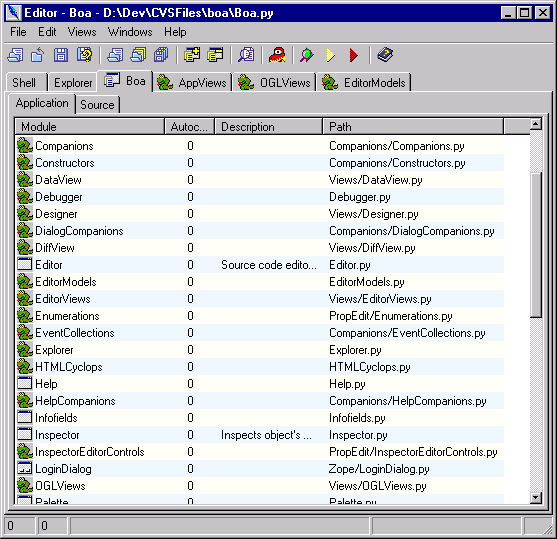 Editor - Boa - D:\Dev\CVSFiles\boa\Boa.py
File Edit Views Windows Help
Shell Explorer Boa AppViews OGLViews EditorModels
Application Source
Module Autoc... Description Path
Companions 0 Companions/Companions.py
Constructors 0 Companions/Constructors.py
DataView 0 Views/DataView.py
Debugger 0 Debugger.py
Designer 0 Views/Designer.py
DialogCompanions 0 Companions/DialogCompanions.py
DiffView 0 Views/DiffView.py
Editor 0 Source code edito... Editor.py
EditorModels 0 EditorModels.py
EditorViews 0 Views/EditorViews.py
Enumerations 0 PropEdit/Enumerations.py
EventCollections 0 Companions/EventCollections.py
Explorer 0 Explorer.py
HTMLCyclops 0 HTMLCyclops.py
Help 0 Help.py
HelpCompanions 0 Companions/HelpCompanions.py
Infofields 0 Infofields.py
Inspector 0 Inspects object's ... Inspector.py
InspectorEditorControls 0 PropEdit/InspectorEditorControls.py
LoginDialog 0 Zope/LoginDialog.py
OGLViews 0 Views/OGLViews.py
Palette 0 Palette.py
0 0